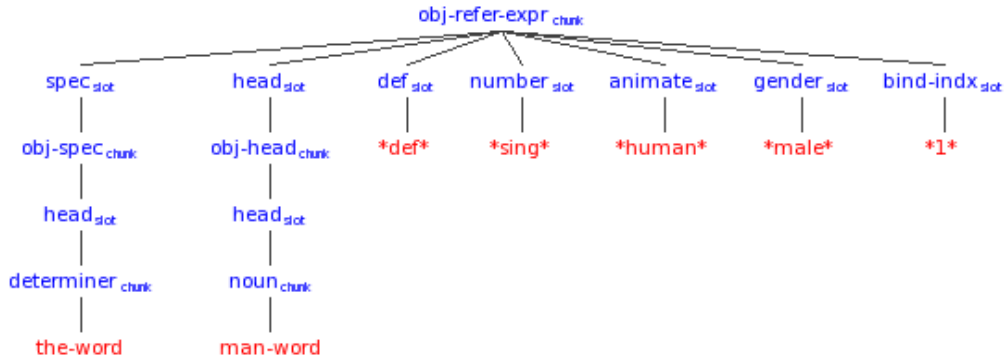 obj-refer-expr chunk
spec slot head slot def slot number slot animate slot gender slot bind-indx slot
obj-spec chunk obj-head chunk *def* *sing* *human* *male* *1*
head slot head slot
determiner chunk noun chunk
the-word man-word